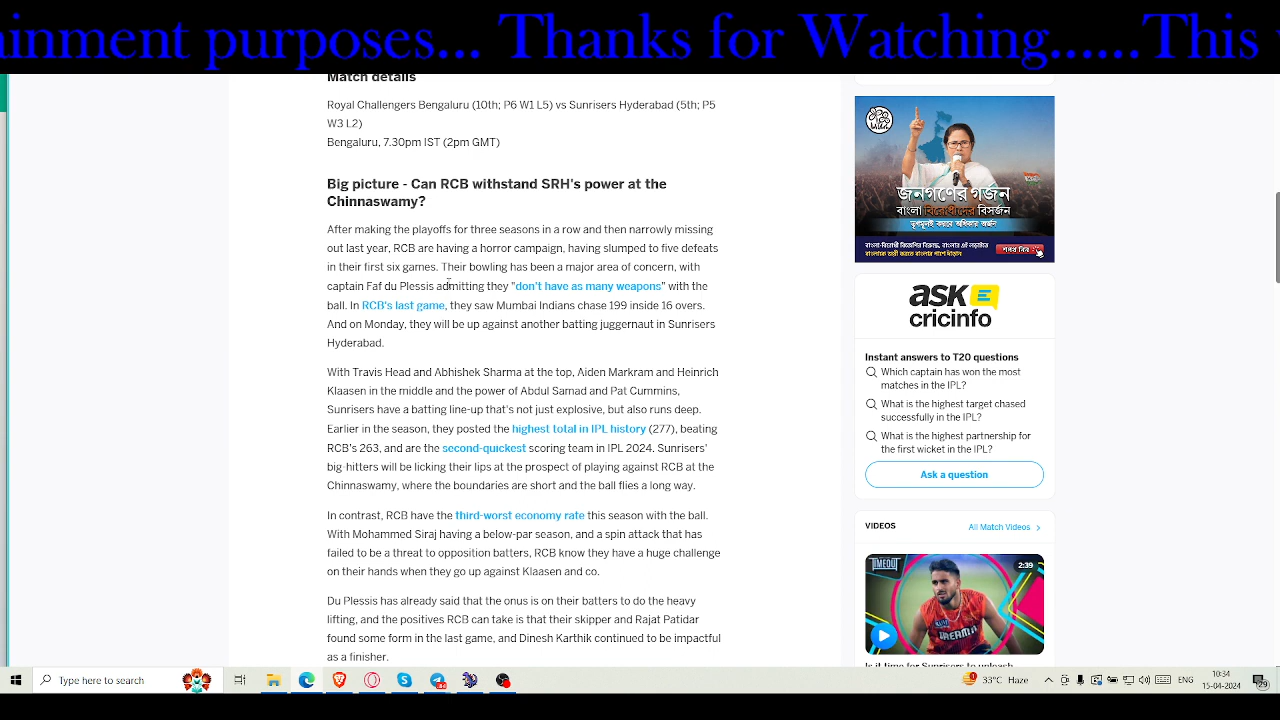 ainment purposes... Thanks for Watching......This
Match details
Royal Challengers Bengaluru (10th; P6 W1 L5) vs Sunrisers Hyderabad (5th; P5
W3 L2)
Bengaluru, 7.30pm IST (2pm GMT)
Big picture - Can RCB withstand SRH's power at the
Chinnaswamy?
After making the playoffs for three seasons in a row and then narrowly missing
out last year, RCB are having a horror campaign, having slumped to five defeats
in their first six games. Their bowling has been a major area of concern, with
captain Faf du Plessis admitting they "don't have as many weapons" with the
ball. In RCB's last game, they saw Mumbai Indians chase 199 inside 16 overs.
And on Monday, they will be up against another batting juggernaut in Sunrisers
Hyderabad.
With Travis Head and Abhishek Sharma at the top, Aiden Markram and Heinrich
Klaasen in the middle and the power of Abdul Samad and Pat Cummins,
Sunrisers have a batting line-up that's not just explosive, but also runs deep.
Earlier in the season, they posted the highest total in IPL history (277), beating
RCB's 263, and are the second-quickest scoring team in IPL 2024. Sunrisers'
big-hitters will be licking their lips at the prospect of playing against RCB at the
Chinnaswamy, where the boundaries are short and the ball flies a long way.
In contrast, RCB have the third-worst economy rate this season with the ball.
With Mohammed Siraj having a below-par season, and a spin attack that has
failed to be a threat to opposition batters, RCB know they have a huge challenge
on their hands when they go up against Klaasen and co.
Du Plessis has already said that the onus is on their batters to do the heavy
lifting, and the positives RCB can take is that their skipper and Rajat Patidar
found some form in the last game, and Dinesh Karthik continued to be impactful
as a finisher.
জনগণের গর্জন
বাংলা বিরোধীদের বিসর্জন
ask
cricinfo
Instant answers to T20 questions
Which captain has won the most
matches in the IPL?
What is the highest target chased
successfully in the IPL?
What is the highest partnership for
the first wicket in the IPL?
Ask a question
VIDEOS
All Match Videos
TIMEOUT
2:39
DREAM11
Is it time for Sunrisers to unleash
Type here to search
33°C Haze
ENG
10:34
15-04-2024